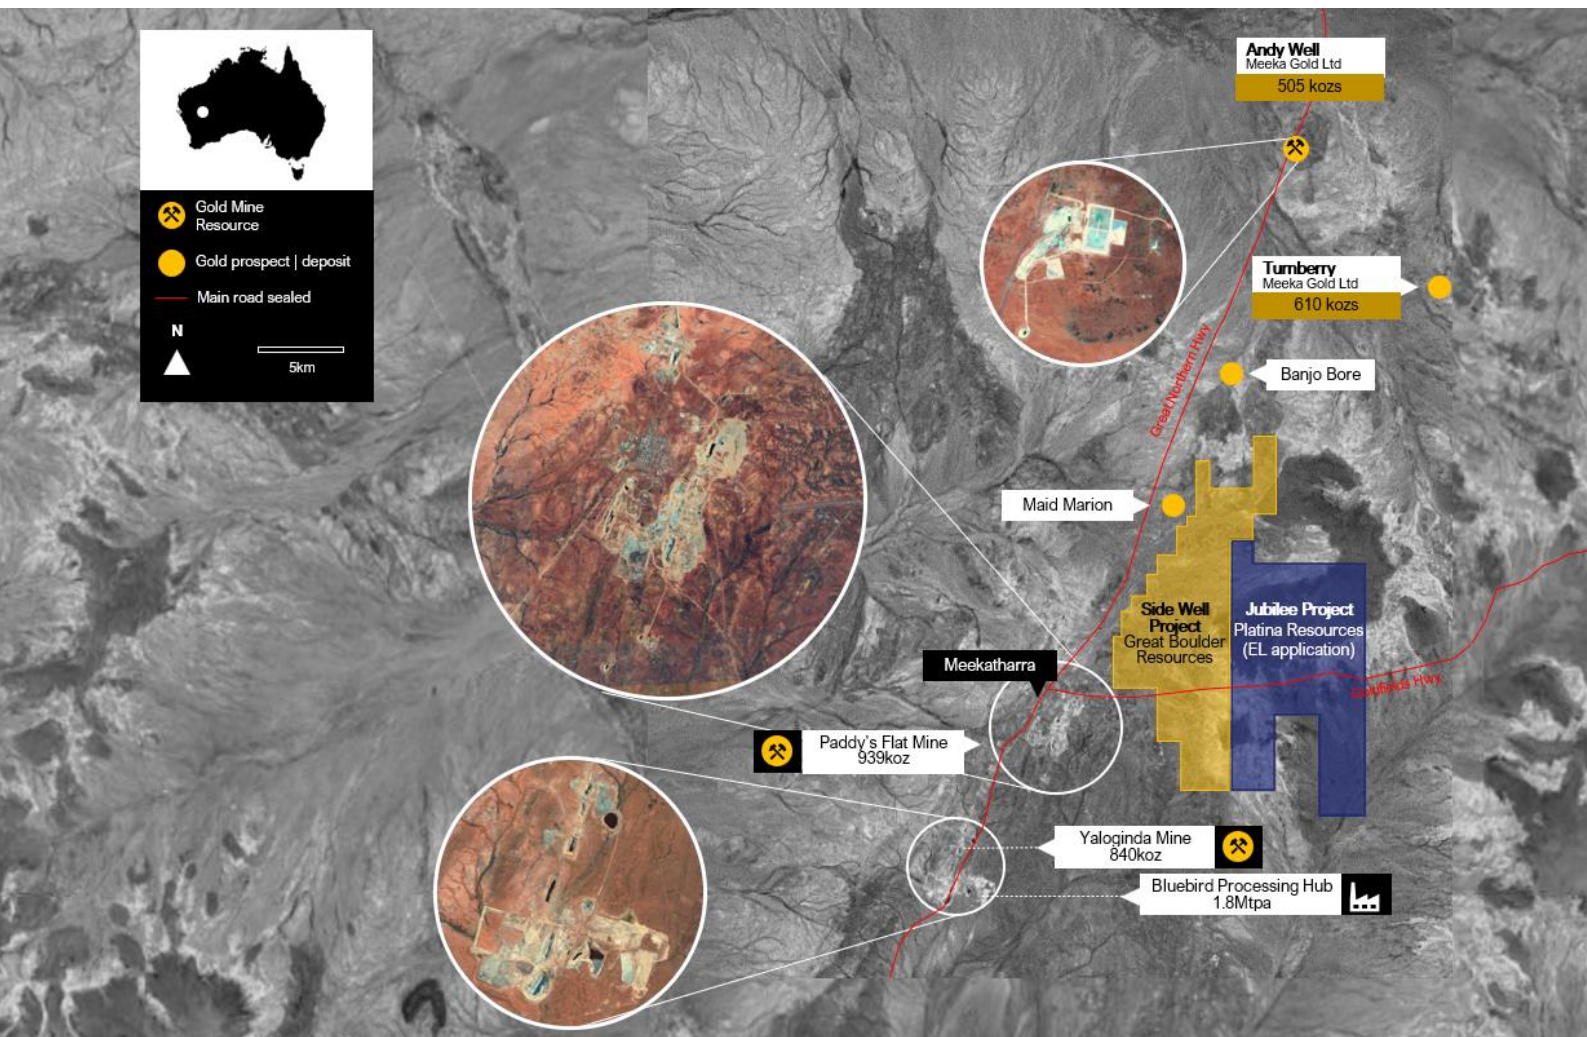 Andy Well
Meeka Gold Ltd
505 kozs
Gold Mine
Resource
Gold prospect | deposit
Main road sealed
N
5km
Turnberry
Meeka Gold Ltd
610 kozs
Great Northern Hwy
Banjo Bore
Maid Marion
Side Well
Project
Great Boulder
Resources
Jubilee Project
Platina Resources
(EL application)
Meekatharra
Goldfields Hwy
Paddy's Flat Mine
939koz
Yaloginda Mine
840koz
Bluebird Processing Hub
1.8Mtpa